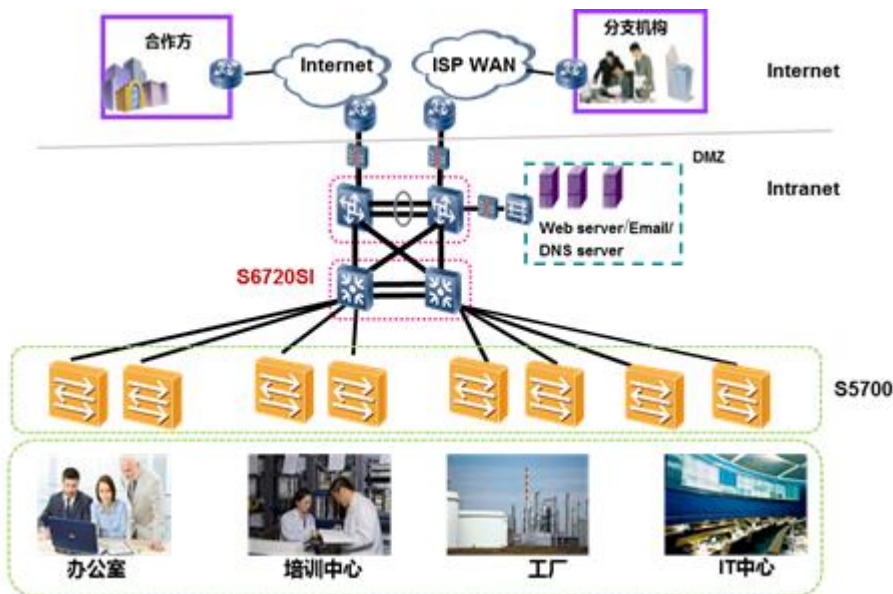 合作方
Internet
ISP WAN
分支机构
Internet
DMZ
Intranet
Web server/Email/
DNS server
S6720SI
S5700
办公室
培训中心
工厂
IT中心